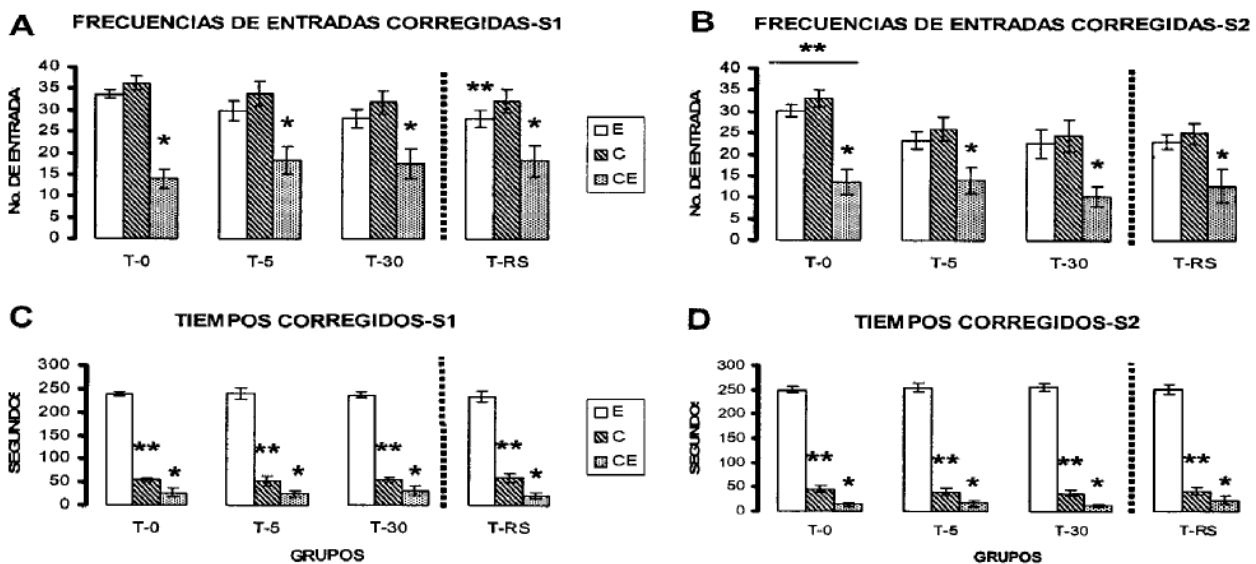 A FRECUENCIAS DE ENTRADAS CORREGIDAS-S1
No. DE ENTRADA
40
35
30
25
20
15
10
5
0
*
*
*
**
*
T-0 T-5 T-30 T-RS
E
C
CE
B FRECUENCIAS DE ENTRADAS CORREGIDAS-S2
No. DE ENTRADA
40
35
30
25
20
15
10
5
0
**
*
*
*
*
T-0 T-5 T-30 T-RS
C TIEMPOS CORREGIDOS-S1
SEGUNDOS
300
250
200
150
100
50
0
** * ** * ** * ** *
T-0 T-5 T-30 T-RS
GRUPOS
E
C
CE
D TIEMPOS CORREGIDOS-S2
SEGUNDOS
300
250
200
150
100
50
0
** * ** * ** * ** *
T-0 T-5 T-30 T-RS
GRUPOS